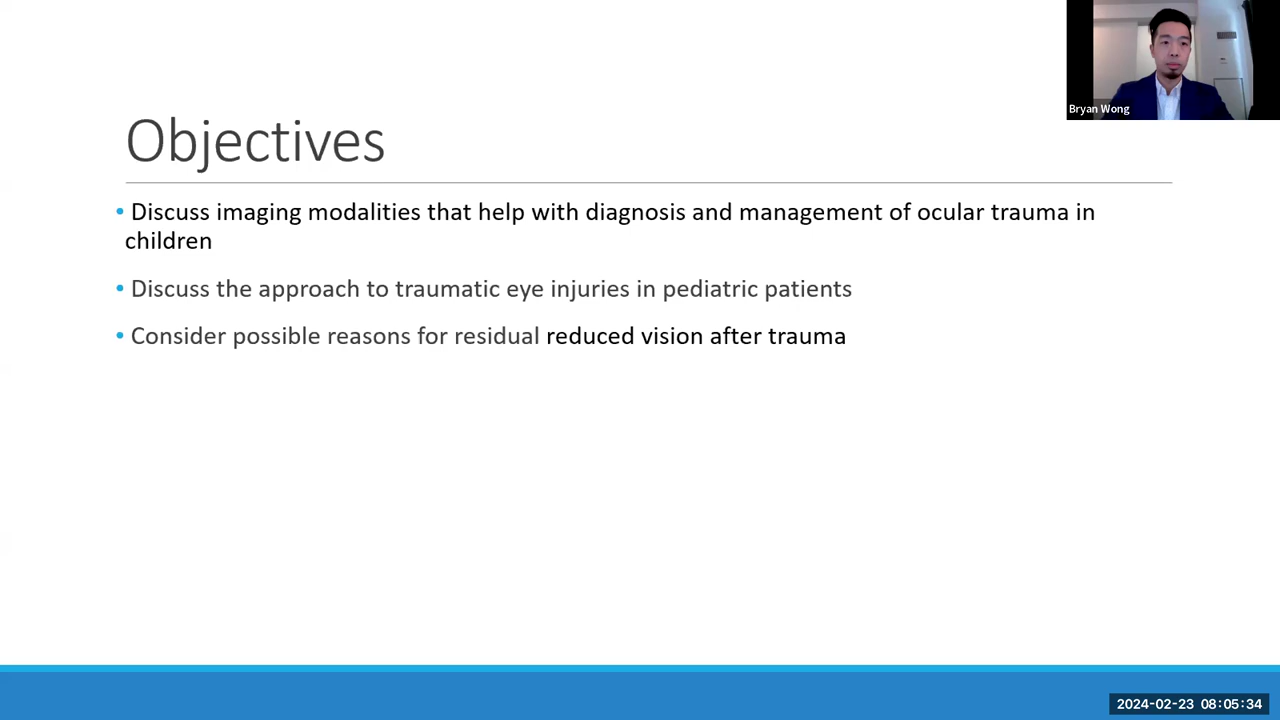 Bryan Wong
Objectives
• Discuss imaging modalities that help with diagnosis and management of ocular trauma in
children
• Discuss the approach to traumatic eye injuries in pediatric patients
• Consider possible reasons for residual reduced vision after trauma
2024-02-23 08:05:34